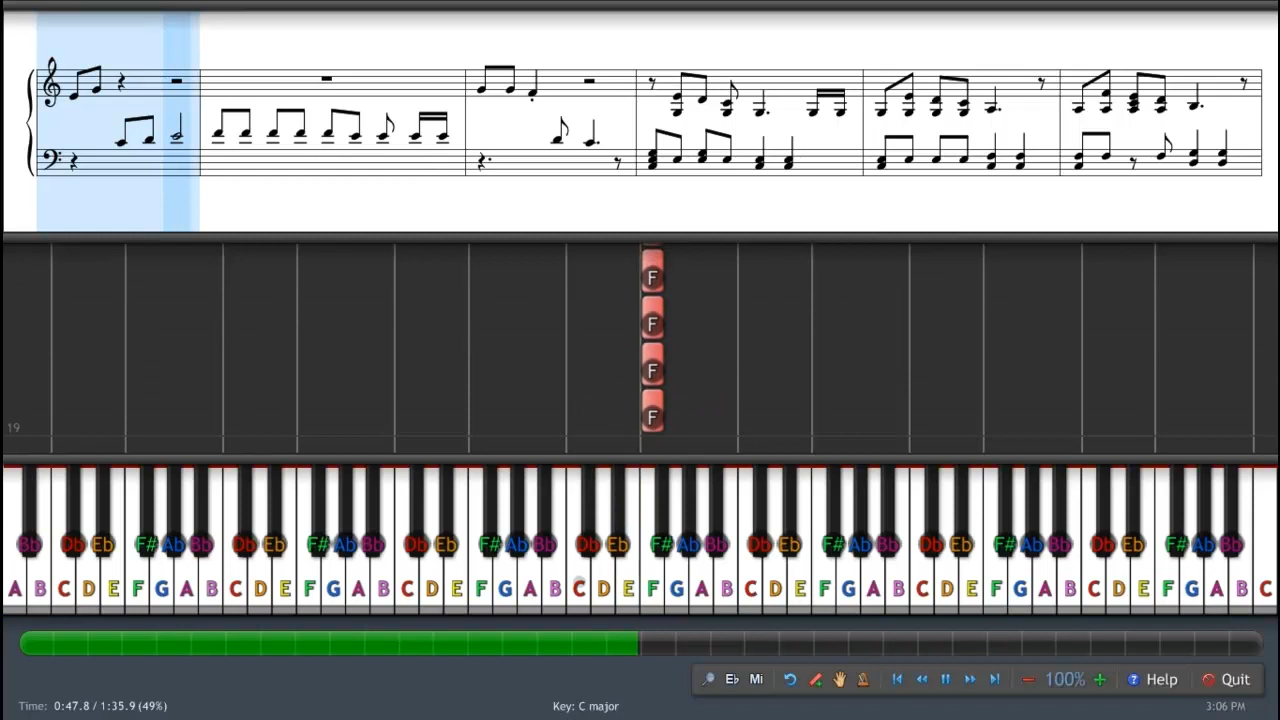 F
F
F
F
19
Bb Db Eb F# Ab Bb Db Eb F# Ab Bb Db Eb F# Ab Bb Db Eb F# Ab Bb Db Eb F# Ab Bb Db Eb F# Ab Bb Db Eb F# Ab Bb
A B C D E F G A B C D E F G A B C D E F G A B C D E F G A B C D E F G A B C D E F G A B C D E F G A B C
Eb Mi 100% Help Quit
Time: 0:47.8 / 1:35.9 (49%) Key: C major 3:06 PM